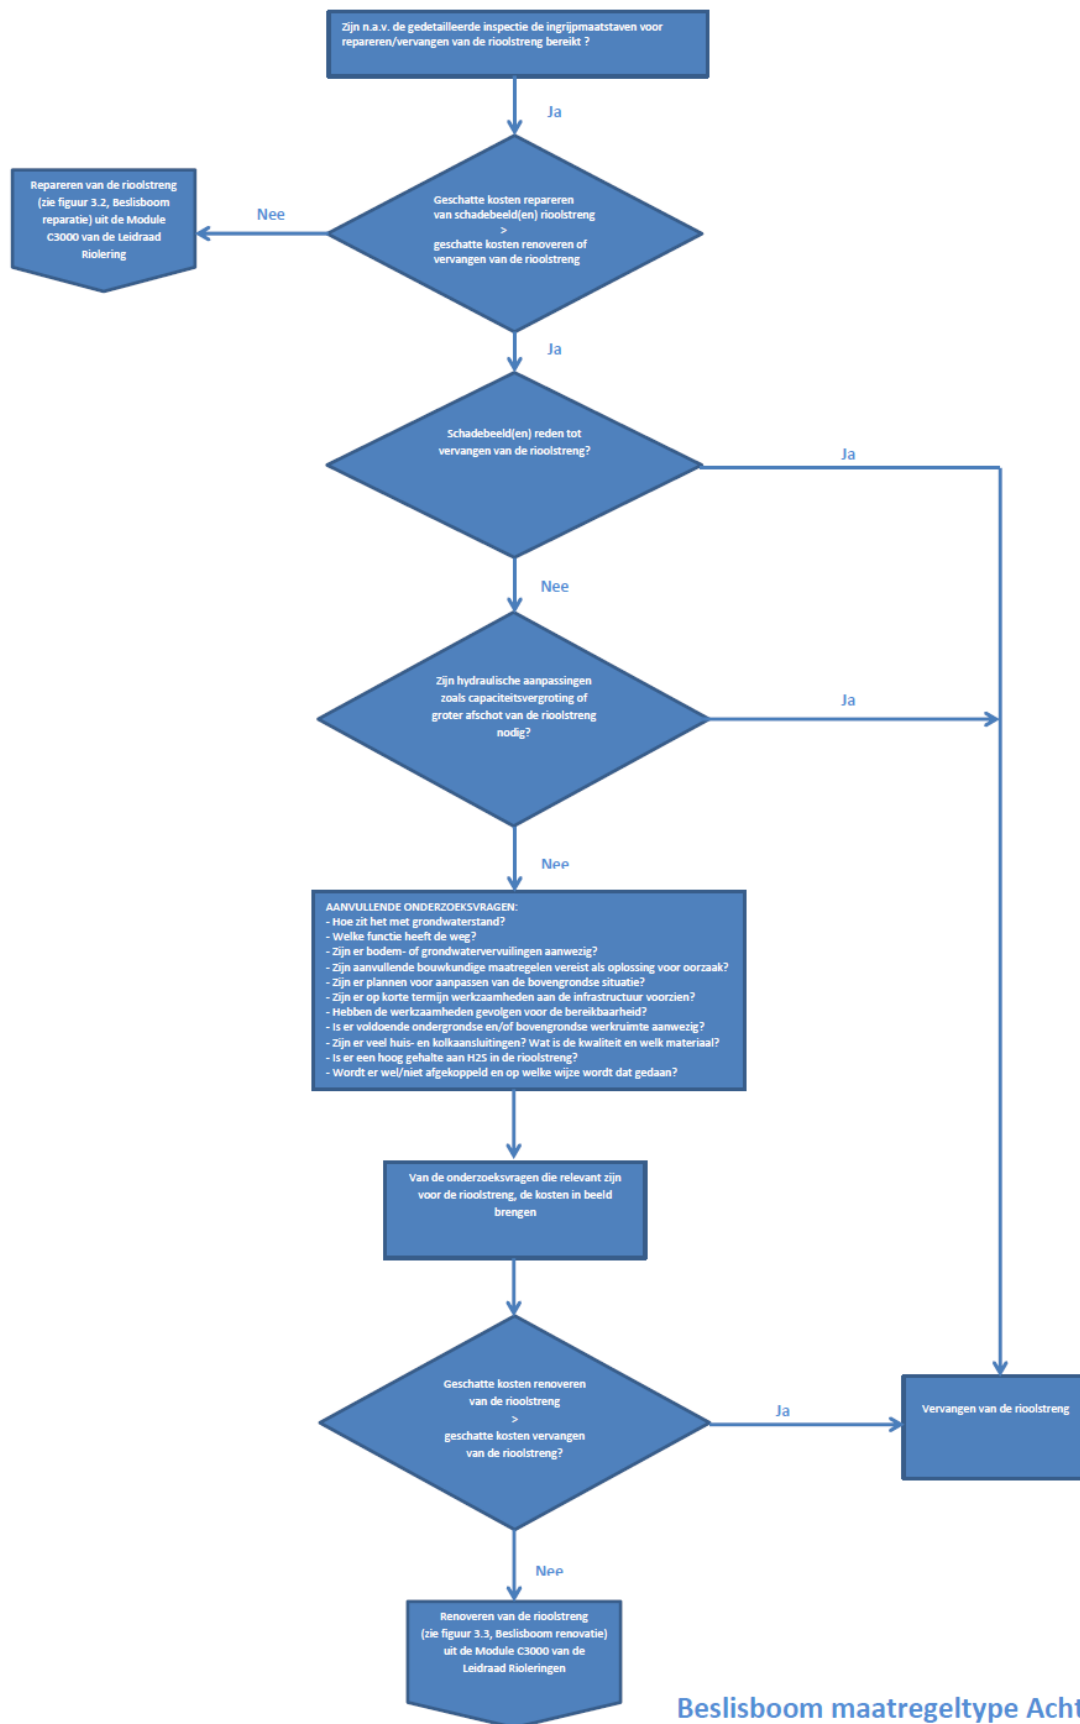 Zijn n.a.v. de gedetailleerde inspectie de ingrijpmaatstaven voor
repareren/vervangen van de rioolstreng bereikt ?
Ja
Geschatte kosten repareren
van schadebeeld(en) rioolstreng
>
geschatte kosten renoveren of
vervangen van de rioolstreng
Nee
Repareren van de rioolstreng
(zie figuur 3.2, Beslisboom
reparatie) uit de Module
C3000 van de Leidraad
Riolering
Ja
Schadebeeld(en) reden tot
vervangen van de rioolstreng?
Ja
Nee
Zijn hydraulische aanpassingen
zoals capaciteitsvergroting of
groter afschot van de rioolstreng
nodig?
Ja
Nee
AANVULLENDE ONDERZOEKSVRAGEN:
- Hoe zit het met grondwaterstand?
- Welke functie heeft de weg?
- Zijn er bodem- of grondwatervervuilingen aanwezig?
- Zijn aanvullende bouwkundige maatregelen vereist als oplossing voor oorzaak?
- Zijn er plannen voor aanpassen van de bovengrondse situatie?
- Zijn er op korte termijn werkzaamheden aan de infrastructuur voorzien?
- Hebben de werkzaamheden gevolgen voor de bereikbaarheid?
- Is er voldoende ondergrondse en/of bovengrondse werkruimte aanwezig?
- Zijn er veel huis- en kolkaansluitingen? Wat is de kwaliteit en welk materiaal?
- Is er een hoog gehalte aan H2S in de rioolstreng?
- Wordt er wel/niet afgekoppeld en op welke wijze wordt dat gedaan?
Van de onderzoeksvragen die relevant zijn
voor de rioolstreng, de kosten in beeld
brengen
Geschatte kosten renoveren
van de rioolstreng
>
geschatte kosten vervangen
van de rioolstreng?
Ja
Vervangen van de rioolstreng
Nee
Renoveren van de rioolstreng
(zie figuur 3.3, Beslisboom renovatie)
uit de Module C3000 van de
Leidraad Rioleringen
Beslisboom maatregeltype Acht